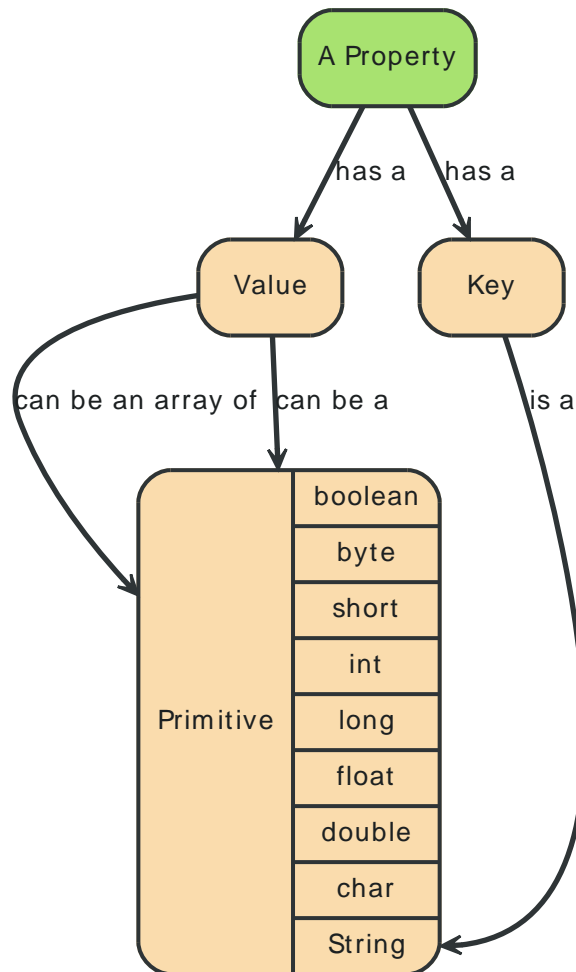 A Property
has a has a
Value Key
can be an array of can be a is a
boolean
byte
short
int
long
Primitive
float
double
char
String